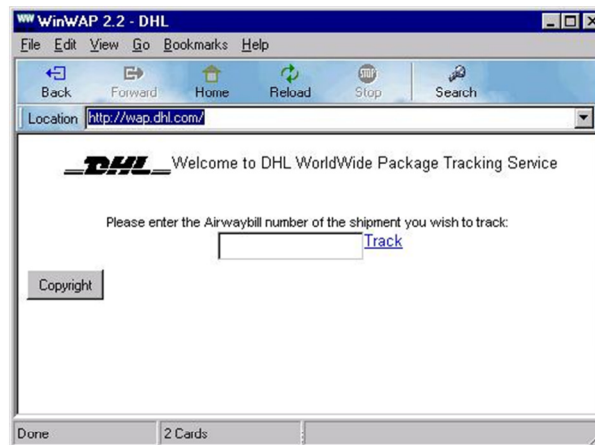 WW WinWAP 2.2 - DHL
File Edit View Go Bookmarks Help
Back Forward Home Reload STOP Stop Search
Location http://wap.dhl.com/
DHL Welcome to DHL WorldWide Package Tracking Service
Please enter the Airwaybill number of the shipment you wish to track:
Track
Copyright
Done 2 Cards